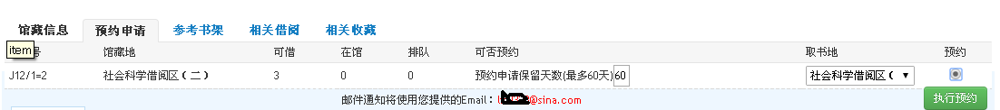 馆藏信息 预约申请 参考书架 相关借阅 相关收藏
item 号 馆藏地 可借 在馆 排队 可否预约 取书地 预约
J12/1=2 社会科学借阅区（二） 3 0 0 预约申请保留天数(最多60天) 60 社会科学借阅区（
邮件通知将使用您提供的Email： @sina.com 执行预约